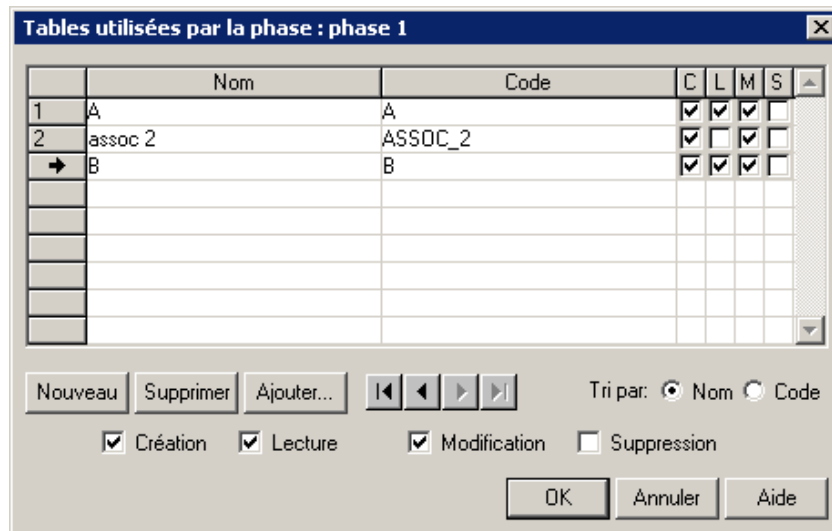 Tables utilisées par la phase : phase 1
Nom Code C L M S
1 A A
2 assoc 2 ASSOC_2
B B
Nouveau Supprimer Ajouter... Tri par: Nom Code
Création Lecture Modification Suppression
OK Annuler Aide